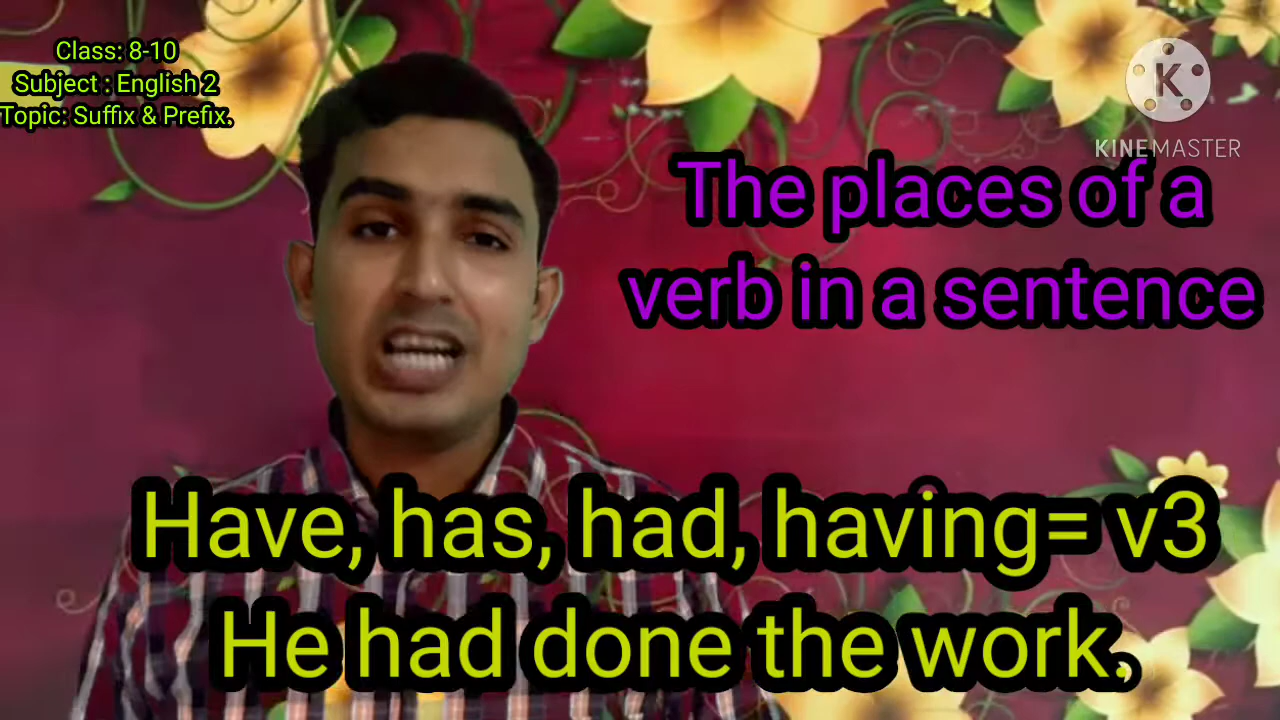 Class: 8-10
Subject : English 2
Topic: Suffix & Prefix.
K
KINEMASTER
The places of a
verb in a sentence
Have, has, had, having= v3
He had done the work.